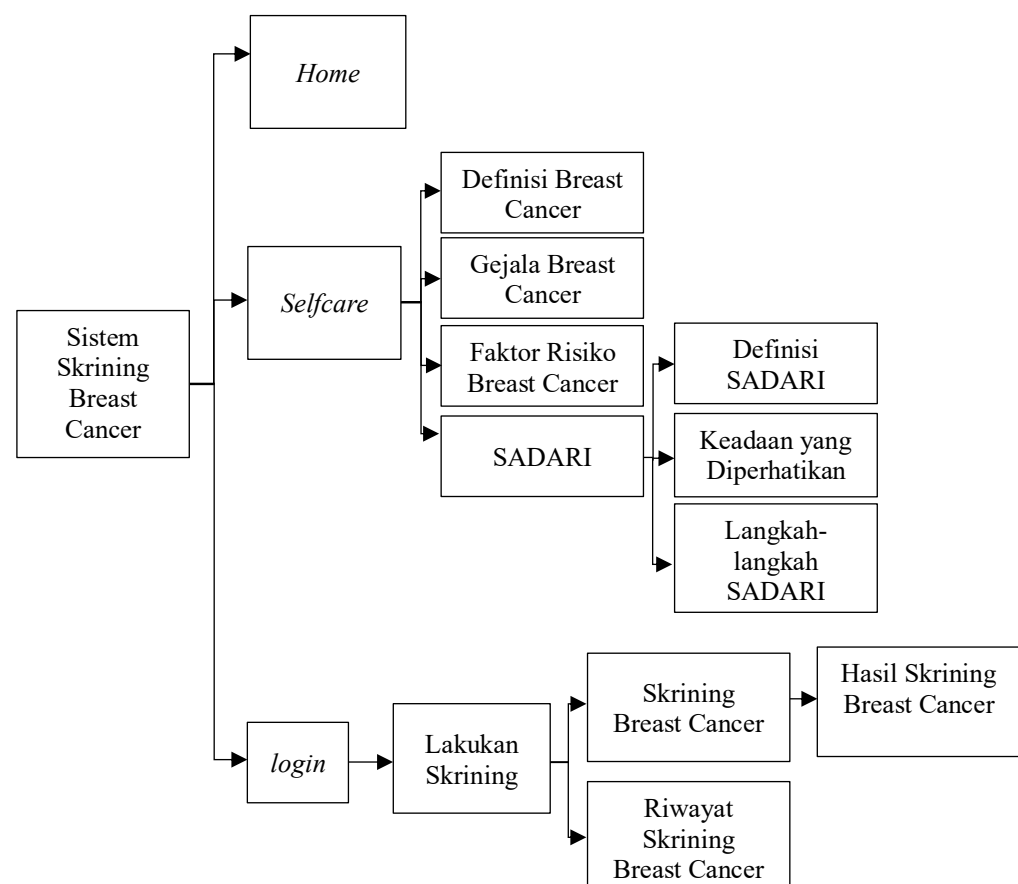 Home
Definisi Breast
Cancer
Gejala Breast
Cancer
Selfcare
Faktor Risiko
Breast Cancer
SADARI
Definisi
SADARI
Keadaan yang
Diperhatikan
Langkah-
langkah
SADARI
Sistem
Skrining
Breast
Cancer
login
Lakukan
Skrining
Skrining
Breast Cancer
Hasil Skrining
Breast Cancer
Riwayat
Skrining
Breast Cancer